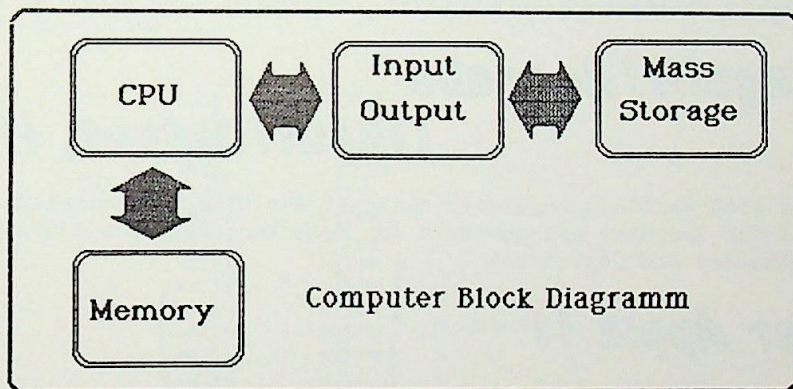 CPU
Input
Output
Mass
Storage
Memory
Computer Block Diagramm